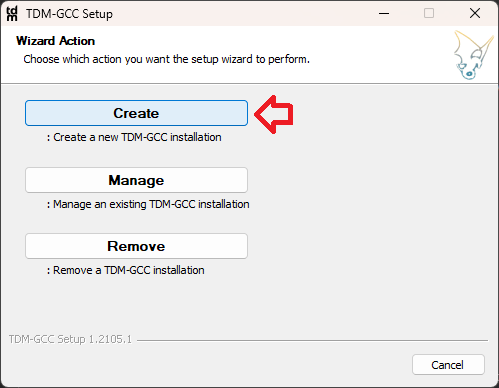 tdm TDM-GCC Setup
Wizard Action
Choose which action you want the setup wizard to perform.
Create
: Create a new TDM-GCC installation
Manage
: Manage an existing TDM-GCC installation
Remove
: Remove a TDM-GCC installation
TDM-GCC Setup 1.2105.1
Cancel